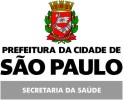 PREFEITURA DA CIDADE DE
SÃO PAULO
SECRETARIA DA SAÚDE